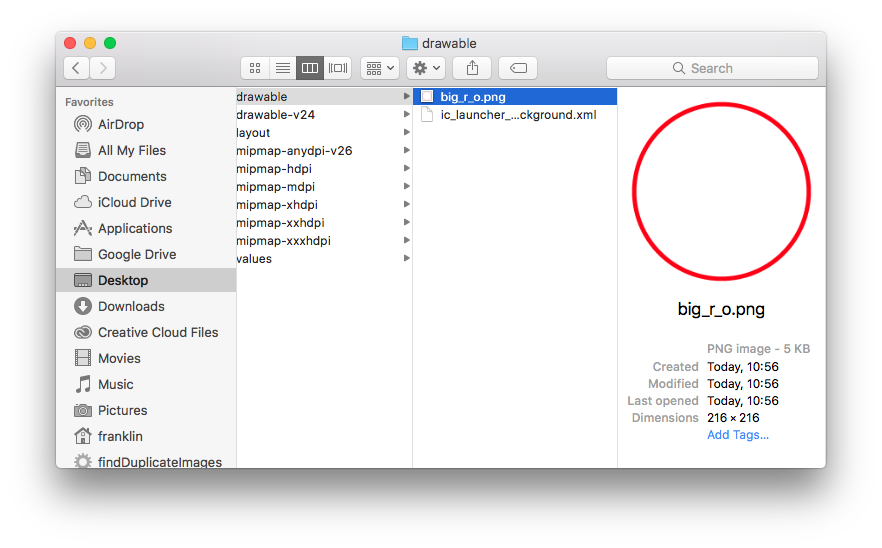 drawable
Search
Favorites
AirDrop
All My Files
Documents
iCloud Drive
Applications
Google Drive
Desktop
Downloads
Creative Cloud Files
Movies
Music
Pictures
franklin
findDuplicateImages
drawable
drawable-v24
layout
mipmap-anydpi-v26
mipmap-hdpi
mipmap-mdpi
mipmap-xhdpi
mipmap-xxhdpi
mipmap-xxxhdpi
values
big_r_o.png
ic_launcher_...ckground.xml
big_r_o.png
PNG image - 5 KB
Created Today, 10:56
Modified Today, 10:56
Last opened Today, 10:56
Dimensions 216 × 216
Add Tags...